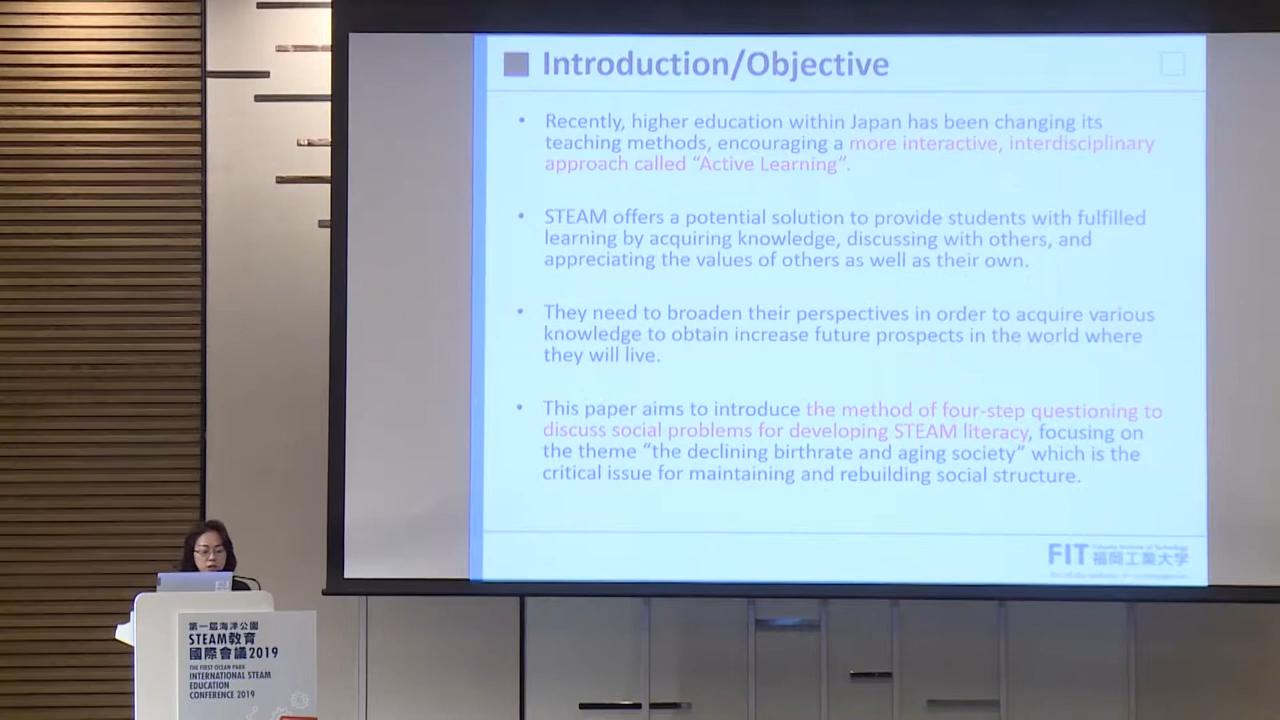 Introduction/Objective
• Recently, higher education within Japan has been changing its
teaching methods, encouraging a more interactive, interdisciplinary
approach called “Active Learning”.
• STEAM offers a potential solution to provide students with fulfilled
learning by acquiring knowledge, discussing with others, and
appreciating the values of others as well as their own.
• They need to broaden their perspectives in order to acquire various
knowledge to obtain increase future prospects in the world where
they will live.
• This paper aims to introduce the method of four-step questioning to
discuss social problems for developing STEAM literacy, focusing on
the theme “the declining birthrate and aging society” which is the
critical issue for maintaining and rebuilding social structure.
FIT Fukuoka Institute of Technology
福岡工業大学
第一屆海洋公園
STEAM教育
國際會議2019
THE FIRST OCEAN PARK
INTERNATIONAL STEAM
EDUCATION
CONFERENCE 2019